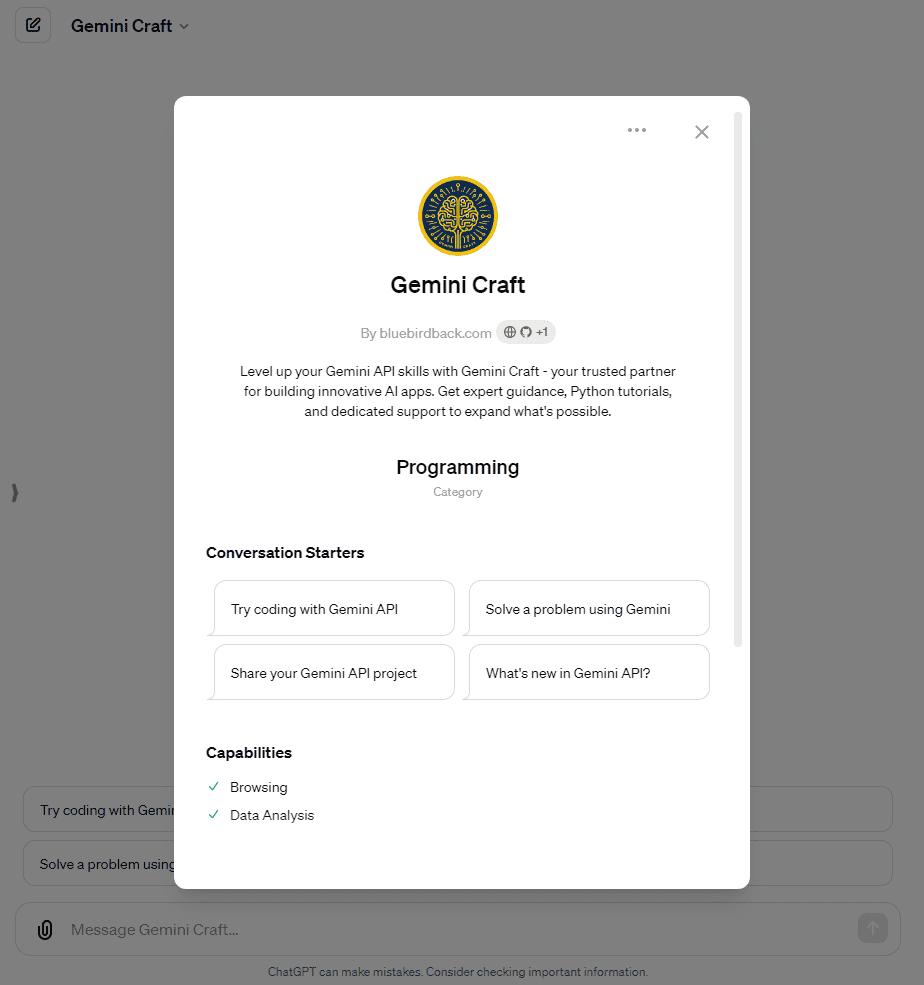 Gemini Craft
GEMINI CRAFT
Gemini Craft
By bluebirdback.com +1
Level up your Gemini API skills with Gemini Craft - your trusted partner
for building innovative AI apps. Get expert guidance, Python tutorials,
and dedicated support to expand what's possible.
Programming
Category
Conversation Starters
Try coding with Gemini API
Solve a problem using Gemini
Share your Gemini API project
What's new in Gemini API?
Capabilities
Browsing
Data Analysis
Try coding with Gemin
Solve a problem using
Message Gemini Craft...
ChatGPT can make mistakes. Consider checking important information.